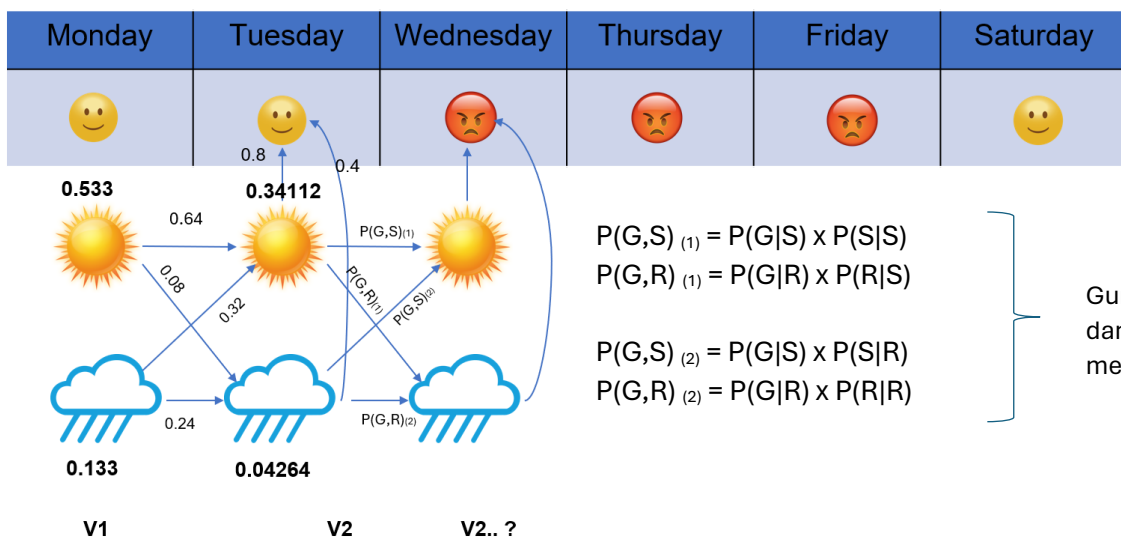 Monday Tuesday Wednesday Thursday Friday Saturday
0.8 0.4
0.533 0.34112
0.64 P(G,S)(1)
0.08 0.32 P(G,R)(1) P(G,S)(2)
0.24 P(G,R)(2)
0.133 0.04264
V1 V2 V2.. ?
P(G,S) (1) = P(G|S) x P(S|S)
P(G,R) (1) = P(G|R) x P(R|S)
P(G,S) (2) = P(G|S) x P(S|R)
P(G,R) (2) = P(G|R) x P(R|R)